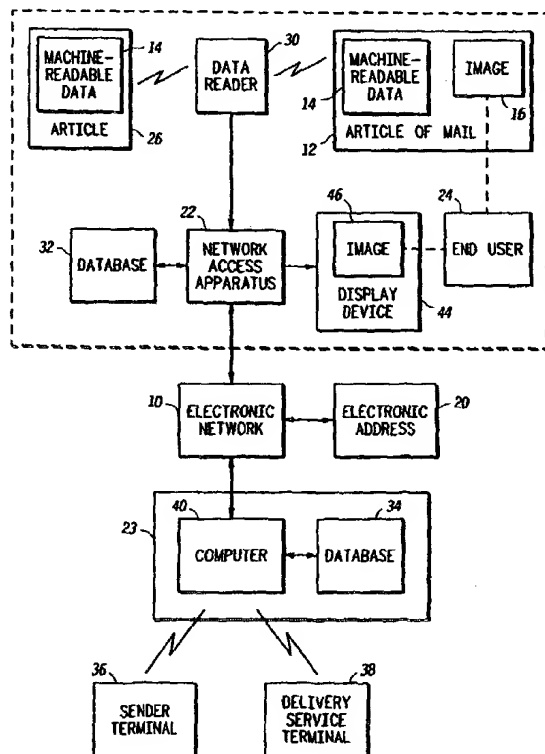 14
MACHINE-
READABLE
DATA
ARTICLE
26
30
DATA
READER
MACHINE-
READABLE
DATA
14
IMAGE
16
ARTICLE OF MAIL
12
32
DATABASE
22
NETWORK
ACCESS
APPARATUS
46
IMAGE
DISPLAY
DEVICE
44
24
END USER
10
ELECTRONIC
NETWORK
20
ELECTRONIC
ADDRESS
23
40
COMPUTER
34
DATABASE
36
SENDER
TERMINAL
38
DELIVERY
SERVICE
TERMINAL